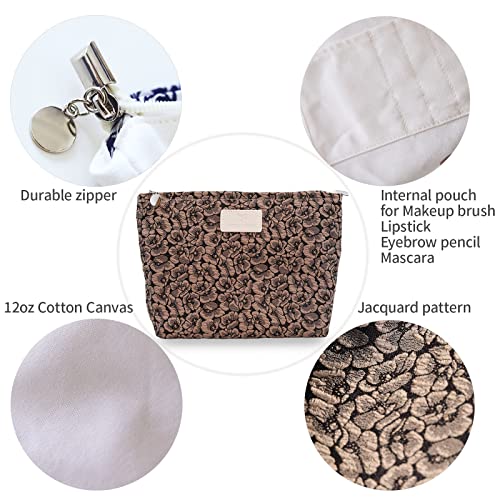 Durable zipper
Internal pouch
for Makeup brush
Lipstick
Eyebrow pencil
Mascara
12oz Cotton Canvas
Jacquard pattern